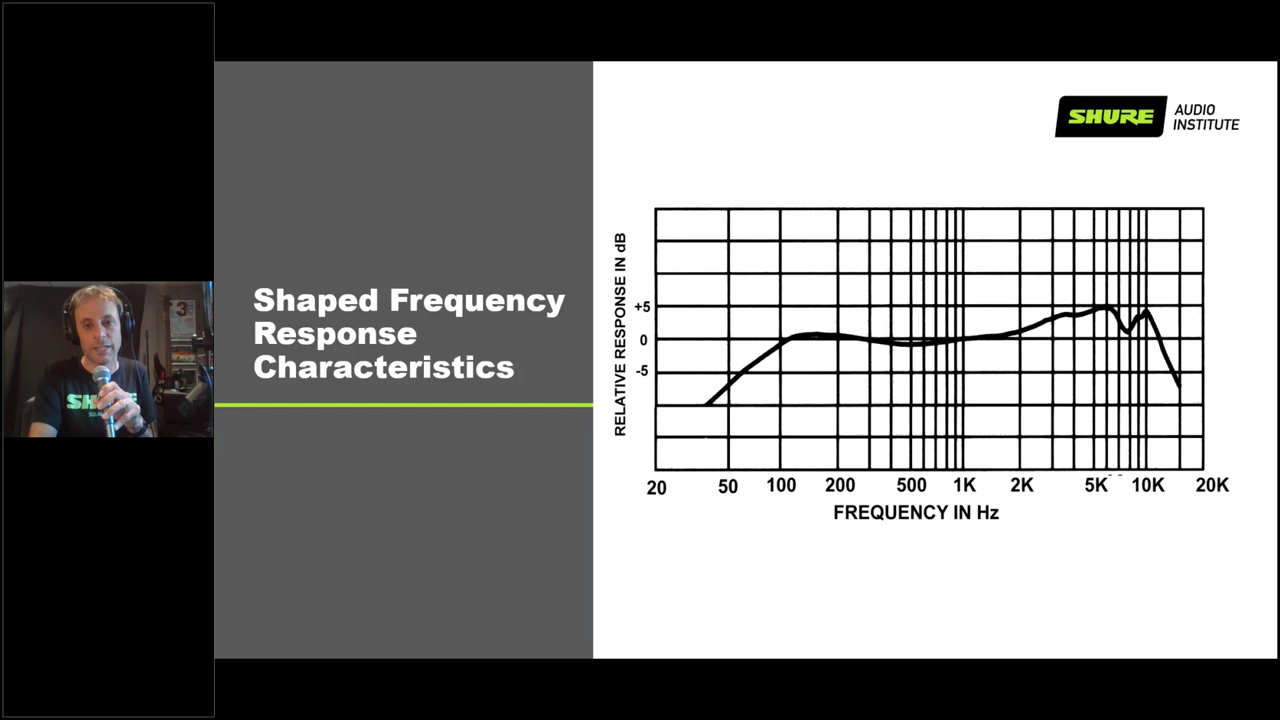 SHURE
AUDIO
INSTITUTE
Shaped Frequency
Response
Characteristics
RELATIVE RESPONSE IN dB
+5
0
-5
20 50 100 200 500 1K 2K 5K 10K 20K
FREQUENCY IN Hz
3